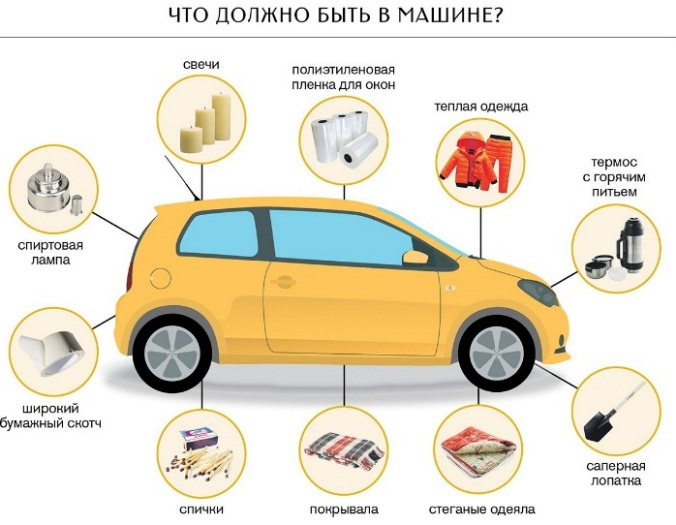 ЧТО ДОЛЖНО БЫТЬ В МАШИНЕ?
свечи
полиэтиленовая
пленка для окон
теплая одежда
термос
с горячим
питьем
спиртовая
лампа
широкий
бумажный скотч
саперная
лопатка
спички
покрывала
стеганые одеяла